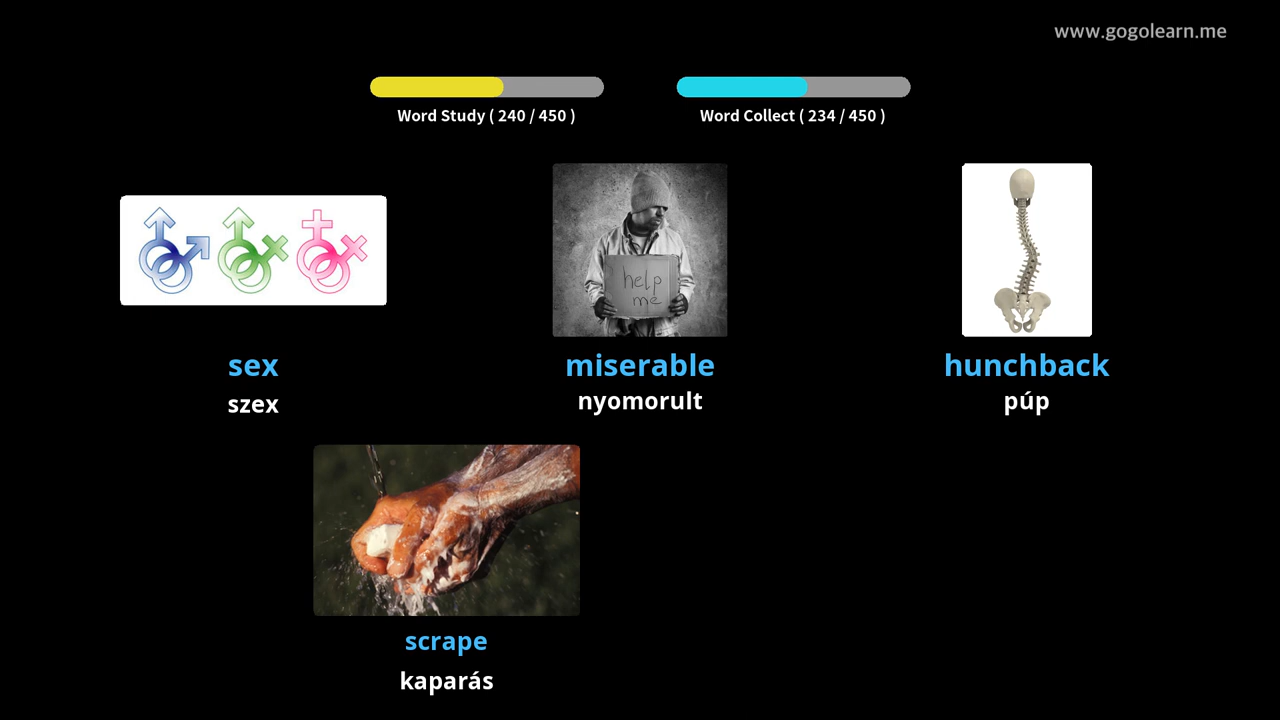 www.gogolearn.me
Word Study ( 240 / 450 )
Word Collect ( 234 / 450 )
help
me
sex
miserable
hunchback
szex
nyomorult
púp
scrape
kaparás